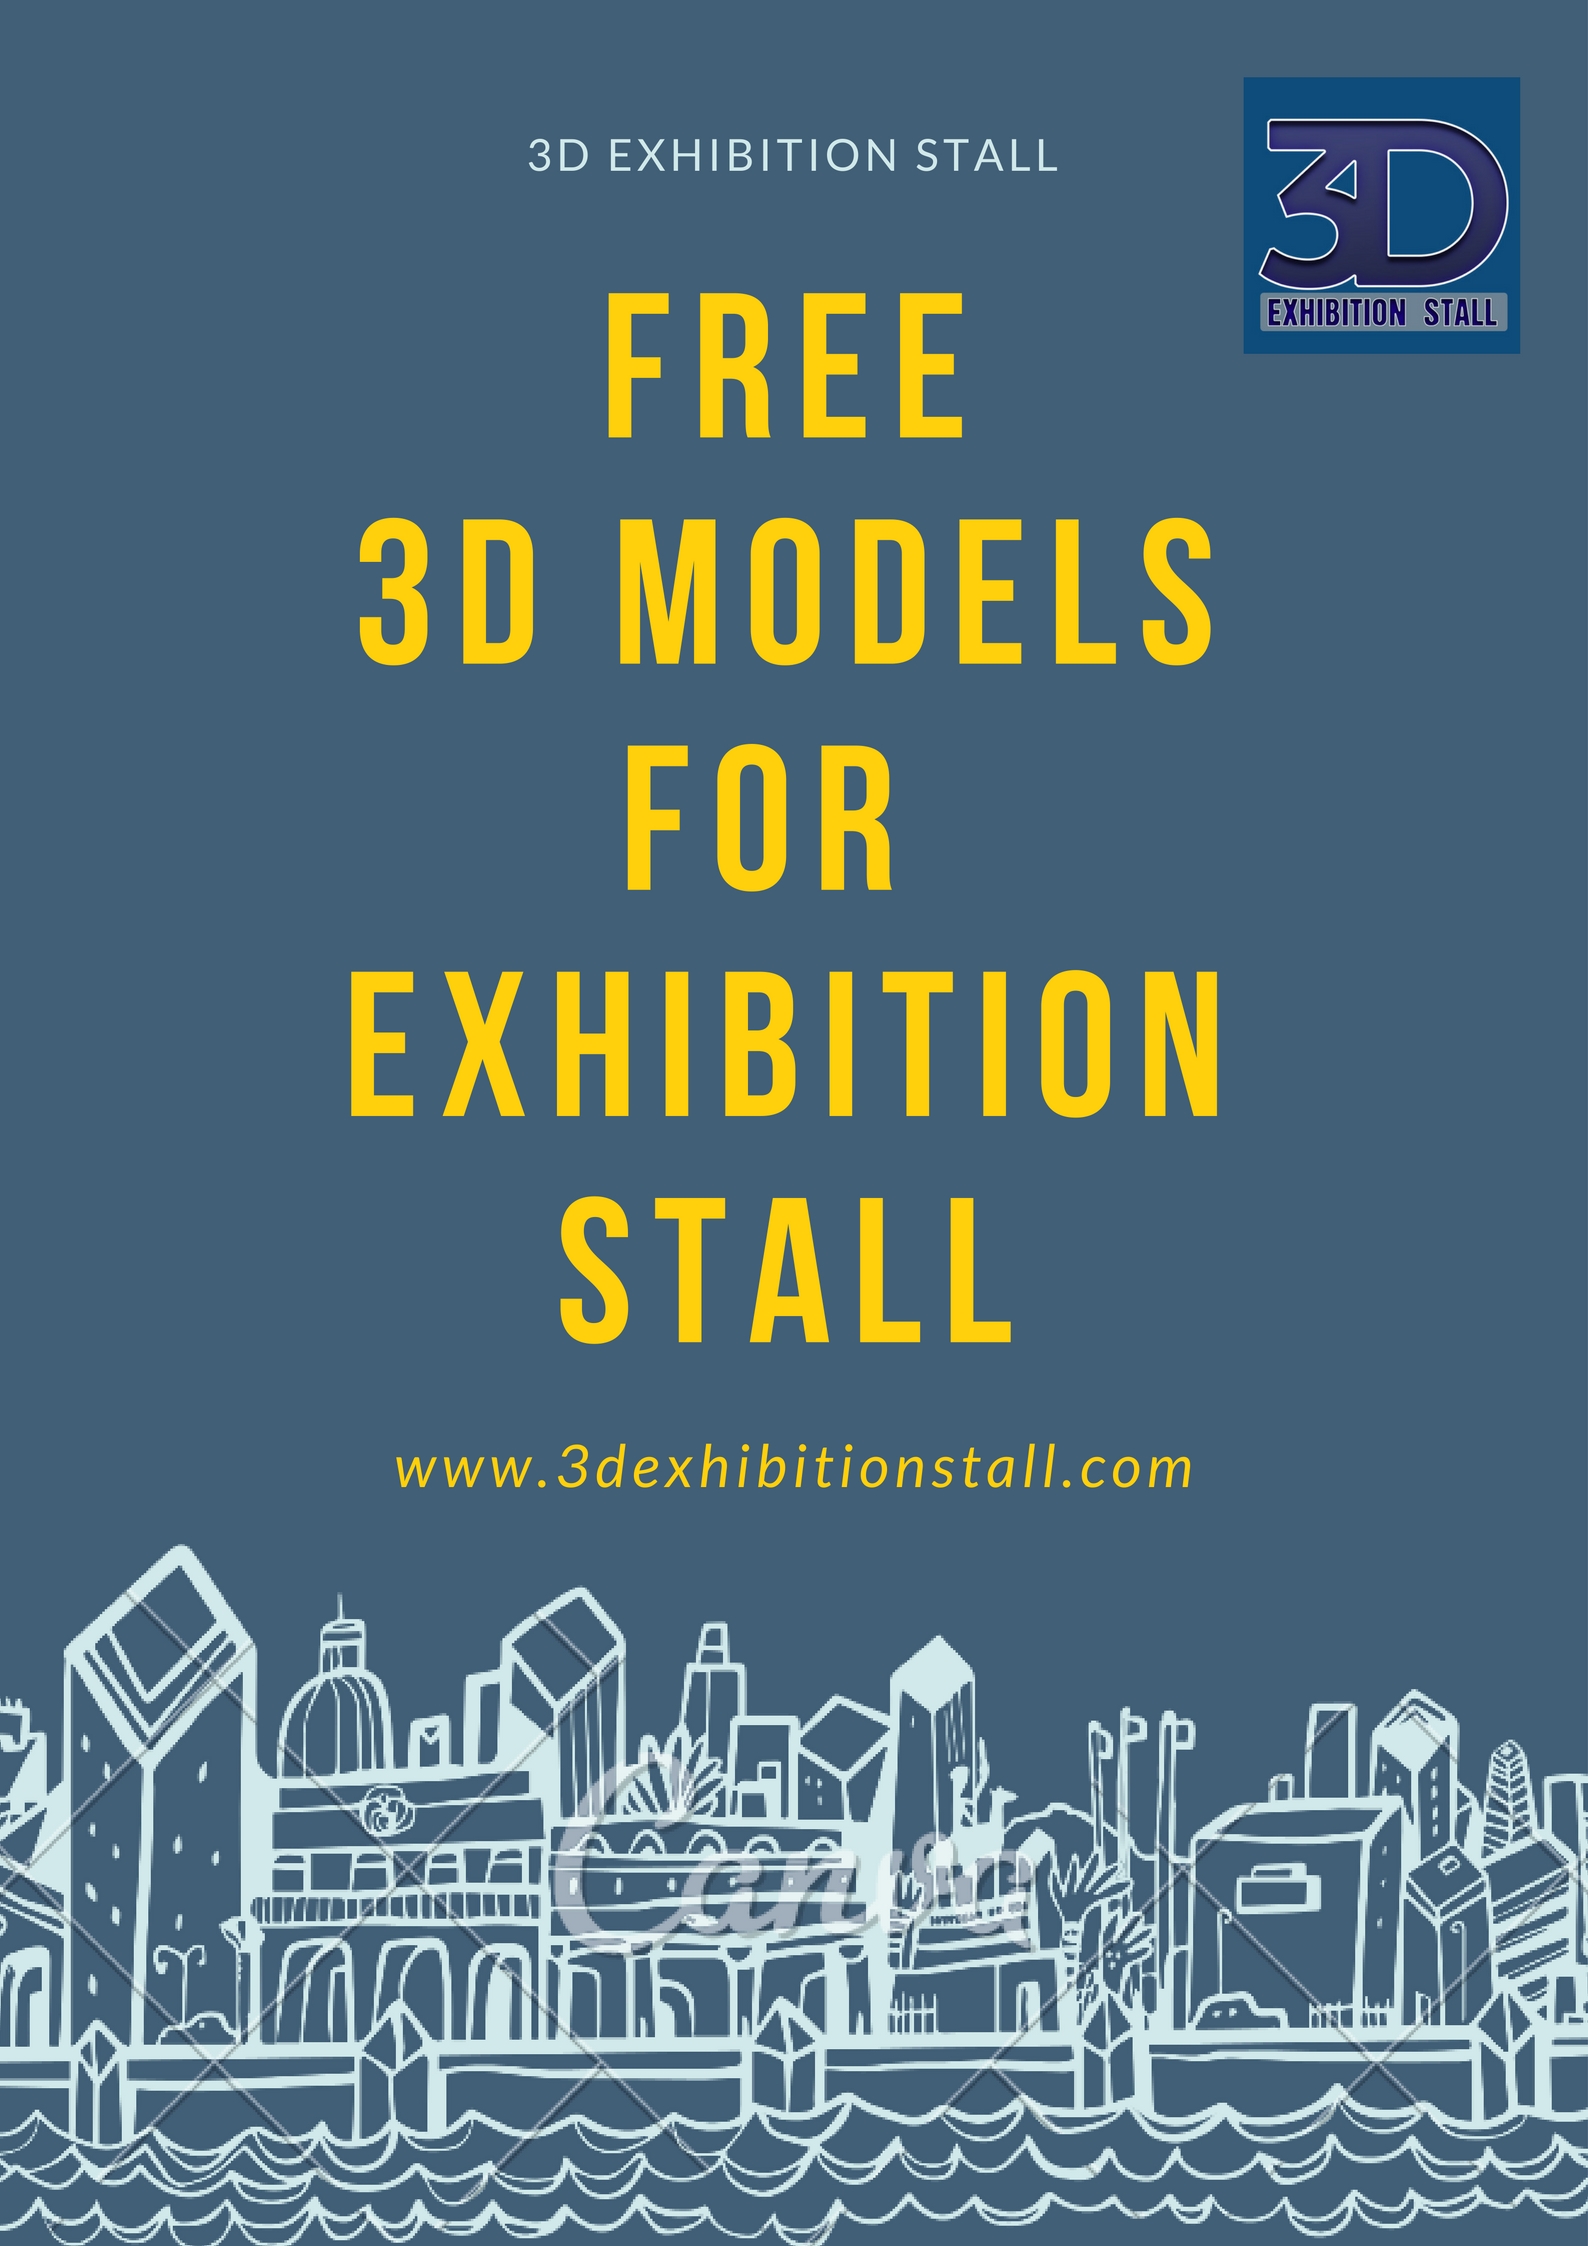 3D EXHIBITION STALL
3D
EXHIBITION STALL
FREE
3D MODELS
FOR
EXHIBITION
STALL
www.3dexhibitionstall.com
Canva